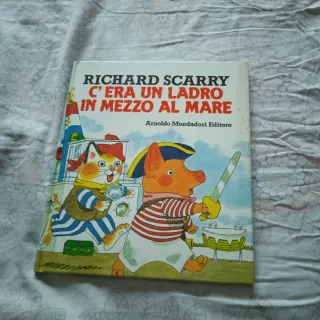 RICHARD SCARRY
C'ERA UN LADRO
IN MEZZO AL MARE
Arnoldo Mondadori Editore